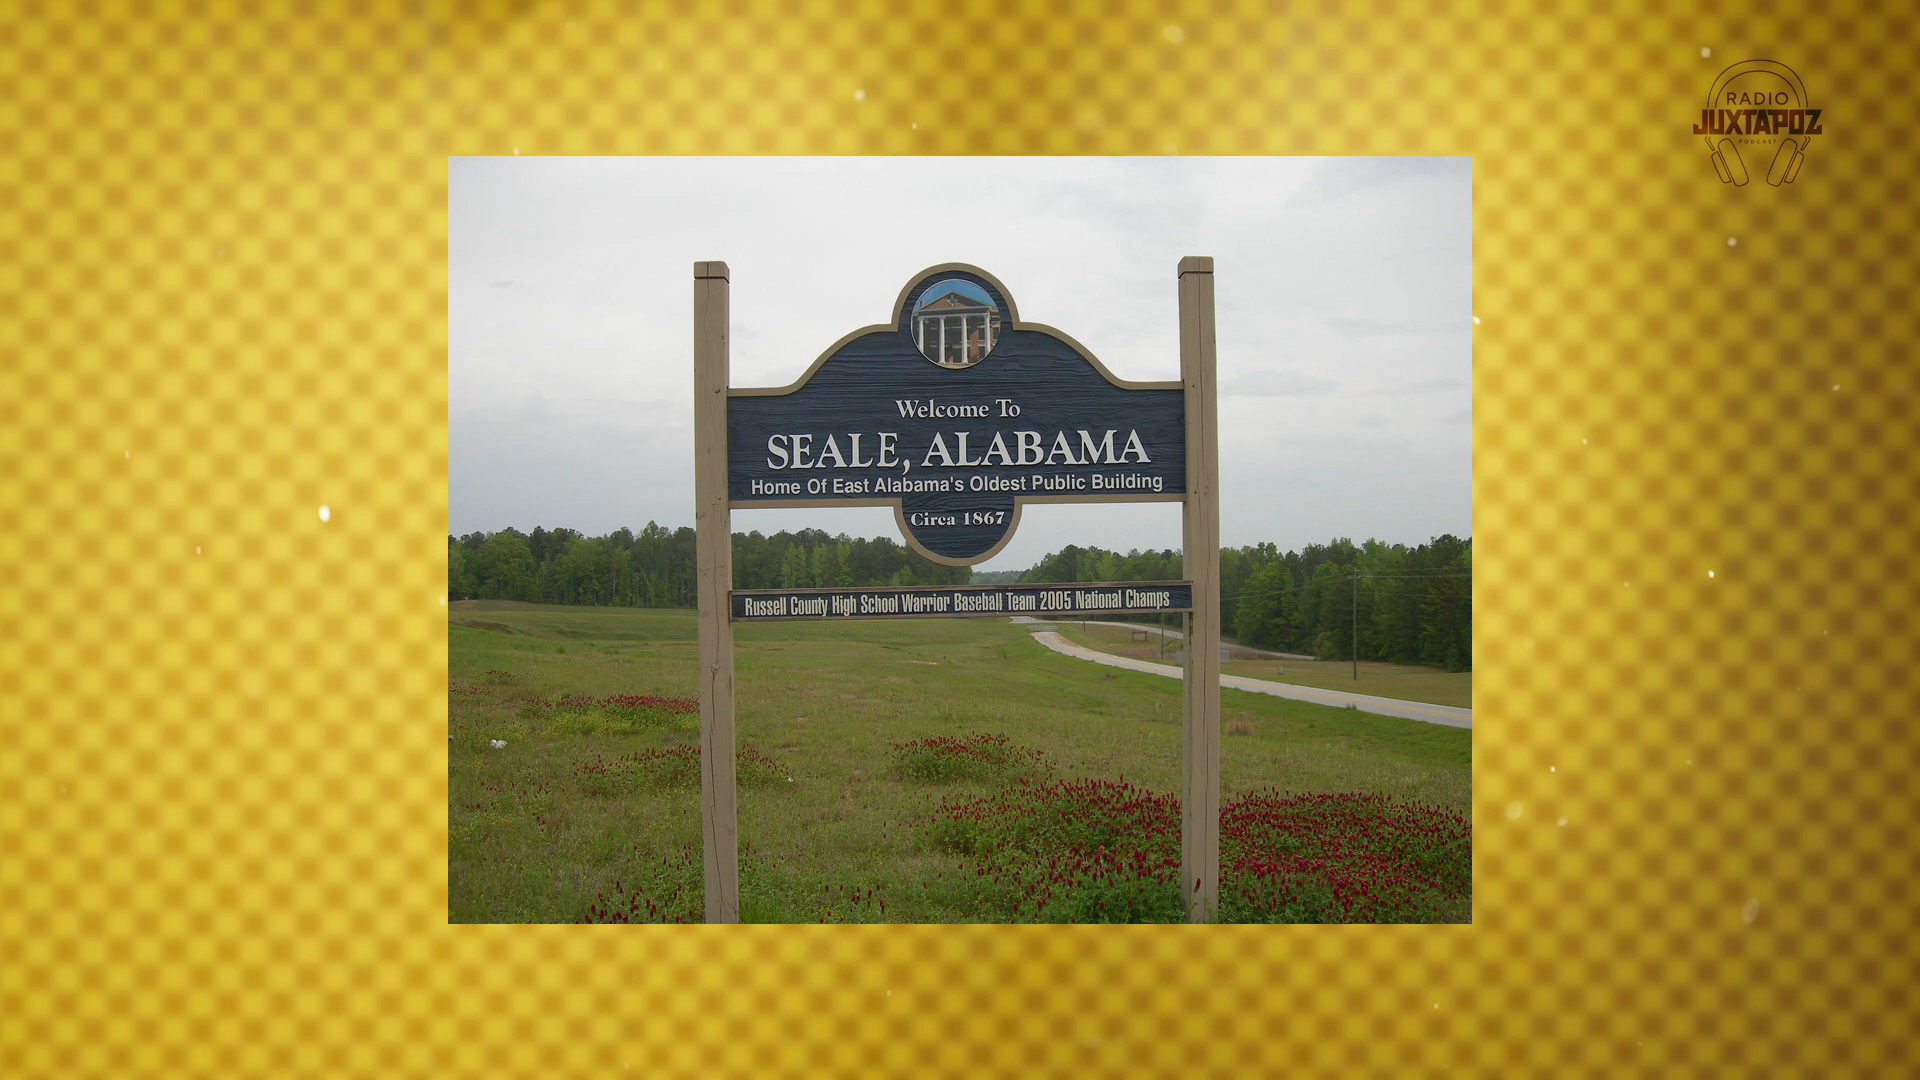 RADIO
JUXTAPOZ
PODCAST
Welcome To
SEALE, ALABAMA
Home Of East Alabama's Oldest Public Building
Circa 1867
Russell County High School Warrior Baseball Team 2005 National Champs